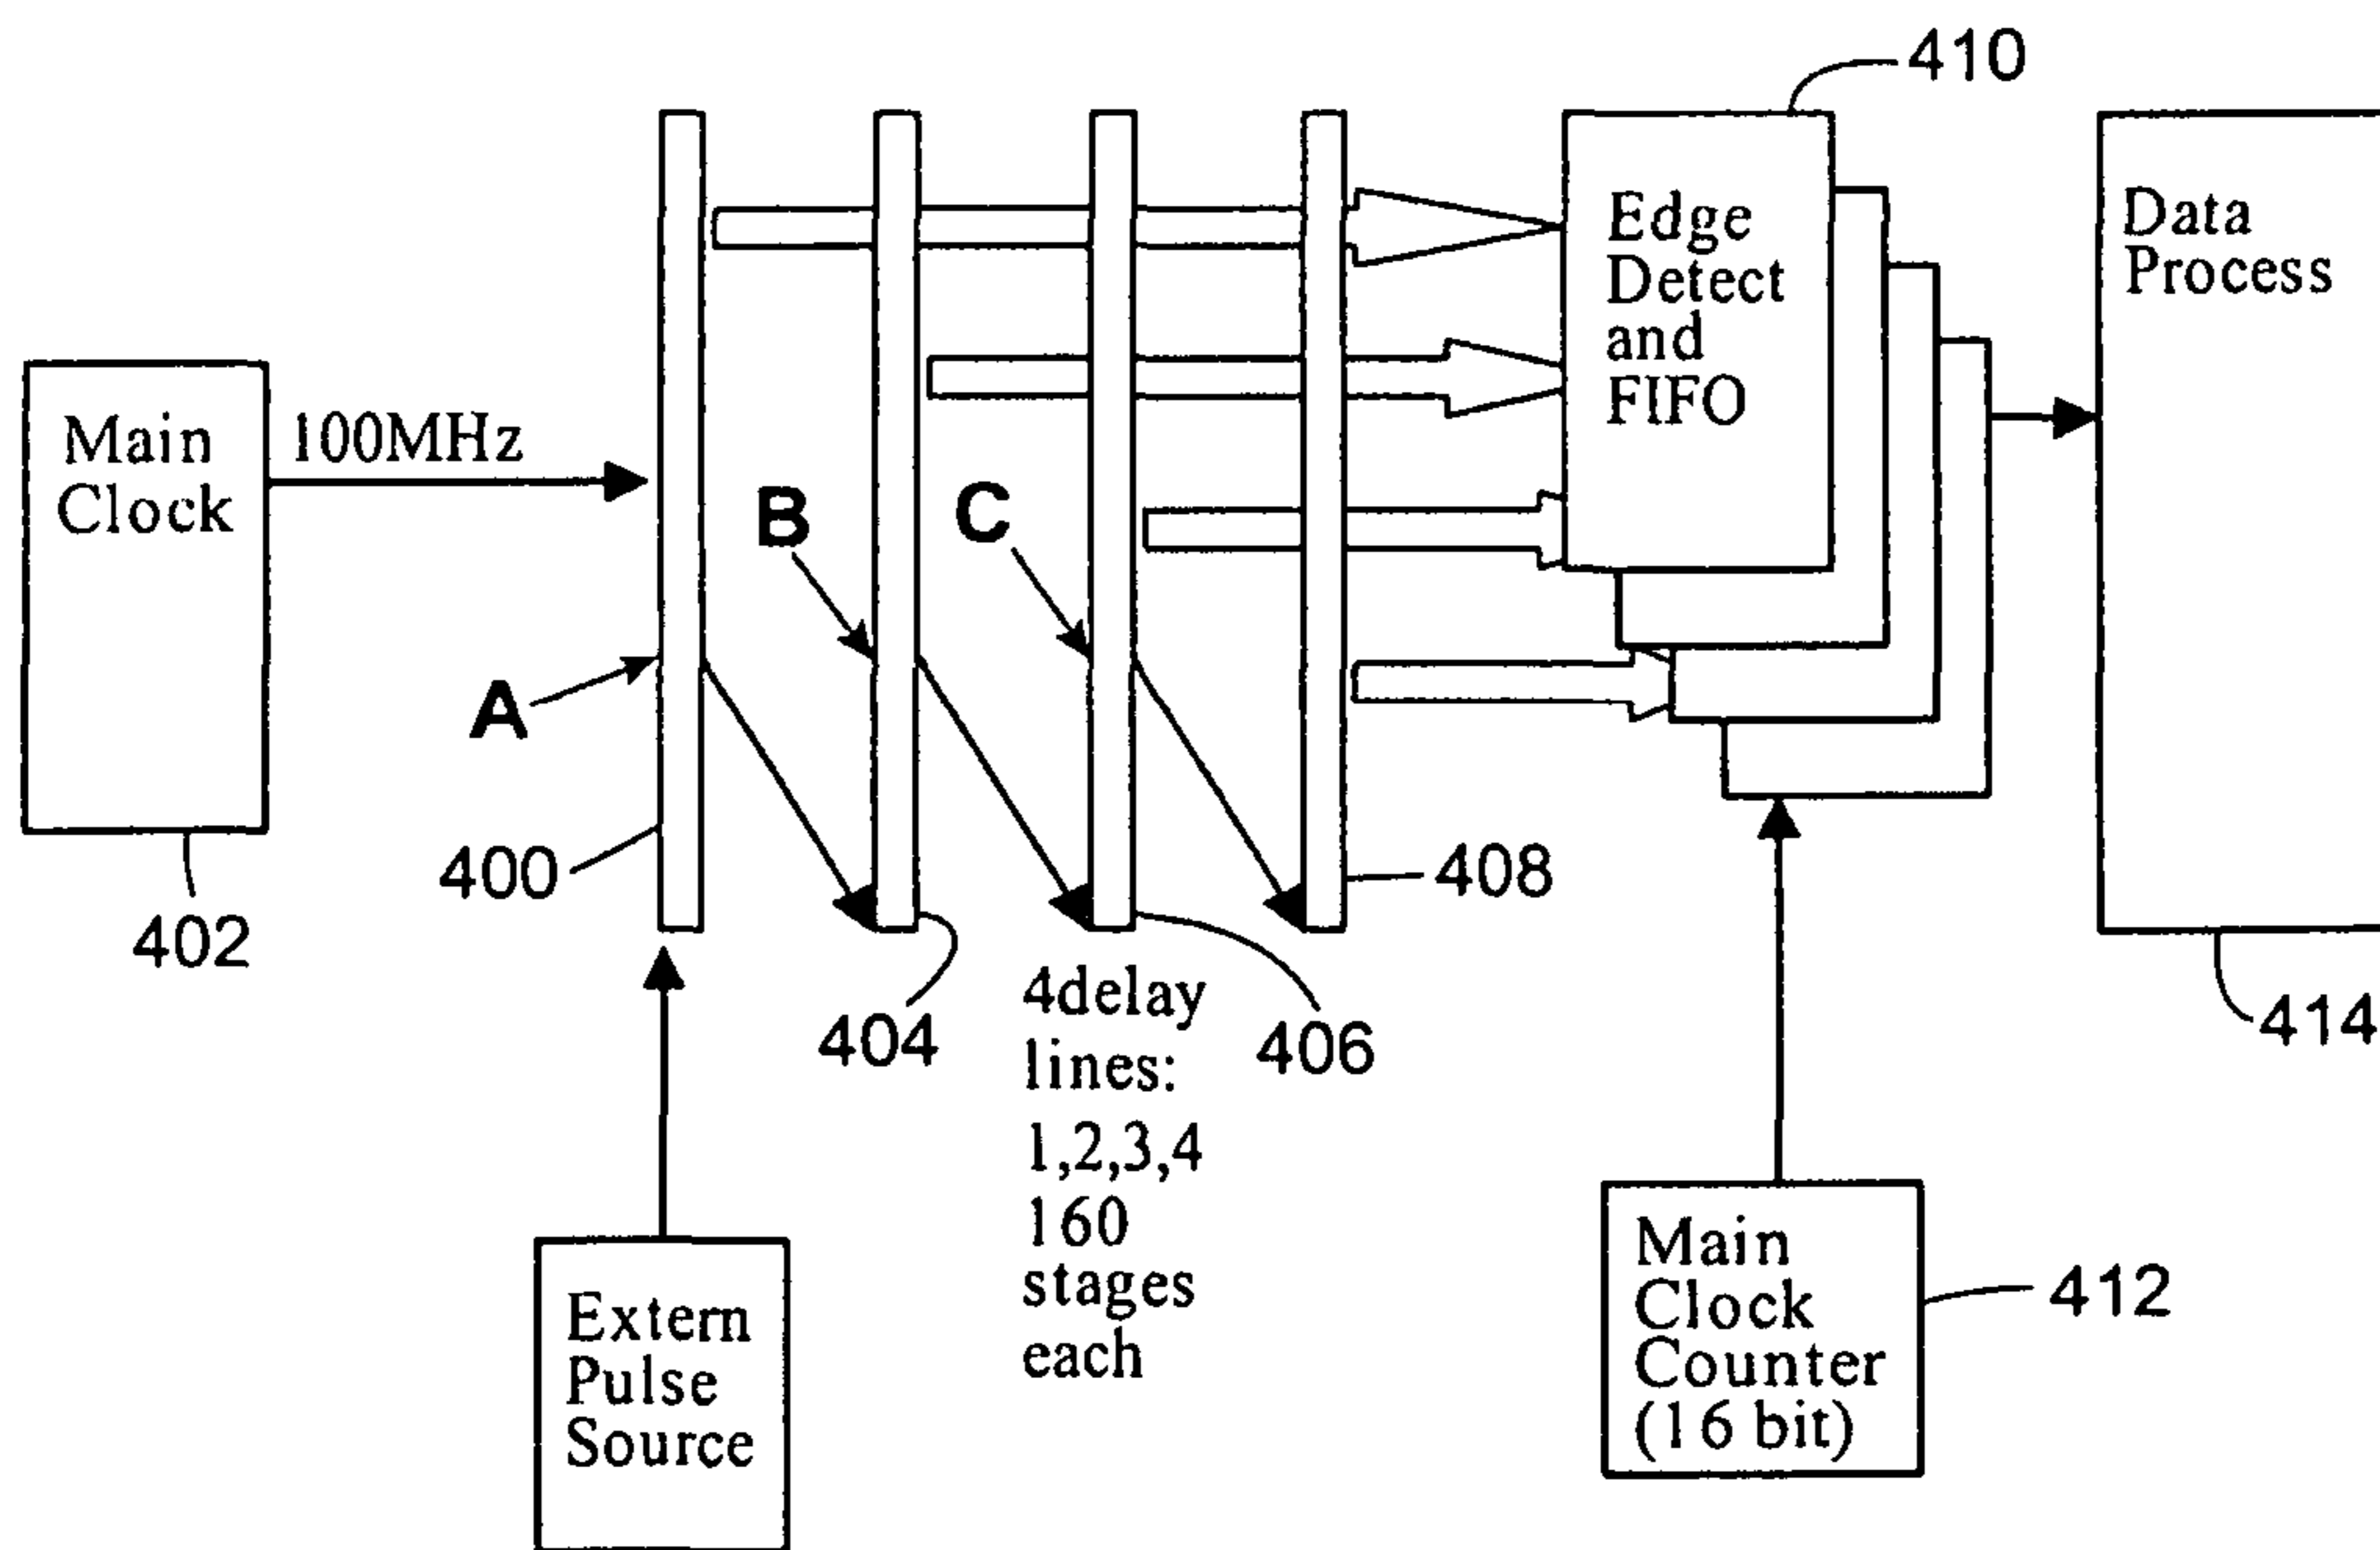 410
Edge
Detect
and
FIFO
Data
Process
Main
Clock
100MHz
B
C
A
400
402
408
404
406
414
4delay
lines:
1,2,3,4
160
stages
each
Extern
Pulse
Source
Main
Clock
Counter
(16 bit)
412